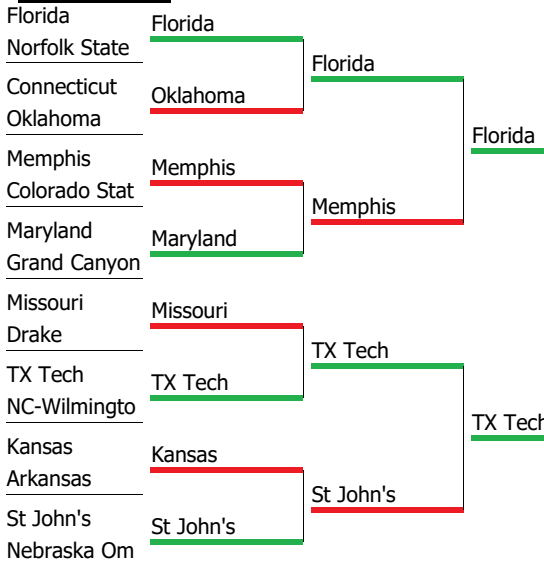 Florida
Norfolk State
Connecticut
Oklahoma
Memphis
Colorado Stat
Maryland
Grand Canyon
Missouri
Drake
TX Tech
NC-Wilmingto
Kansas
Arkansas
St John's
Nebraska Om
Florida
Oklahoma
Memphis
Maryland
Missouri
TX Tech
Kansas
St John's
Florida
Memphis
TX Tech
St John's
Florida
TX Tech